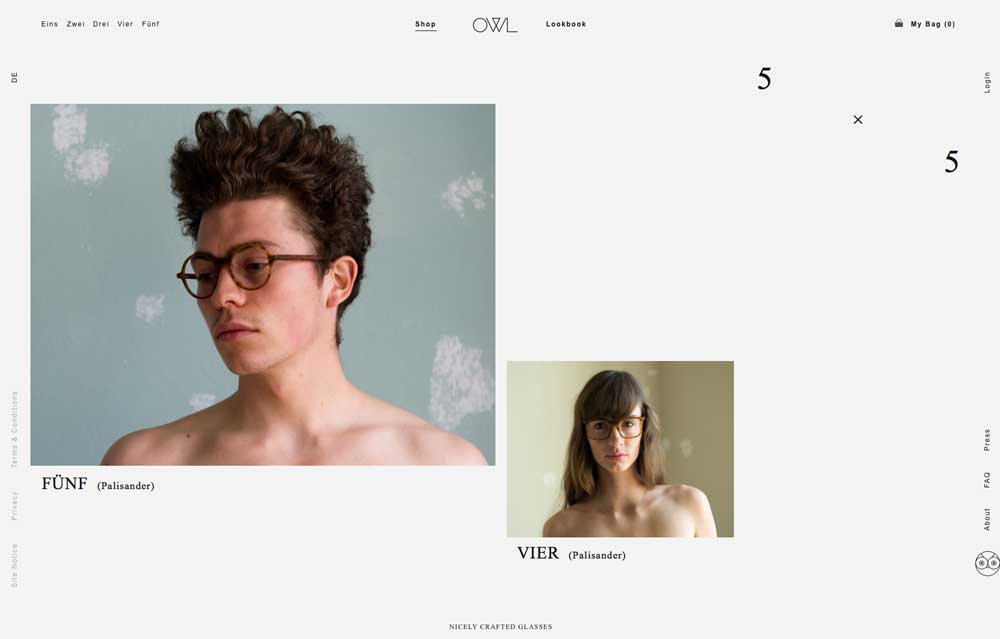 Eins Zwei Drei Vier Fünf
Shop
OWL
Lookbook
My Bag (0)
DE
Login
5
×
5
FÜNF (Palisander)
VIER (Palisander)
Terms & Conditions
Privacy
Site Notice
Press
FAQ
About
NICELY CRAFTED GLASSES